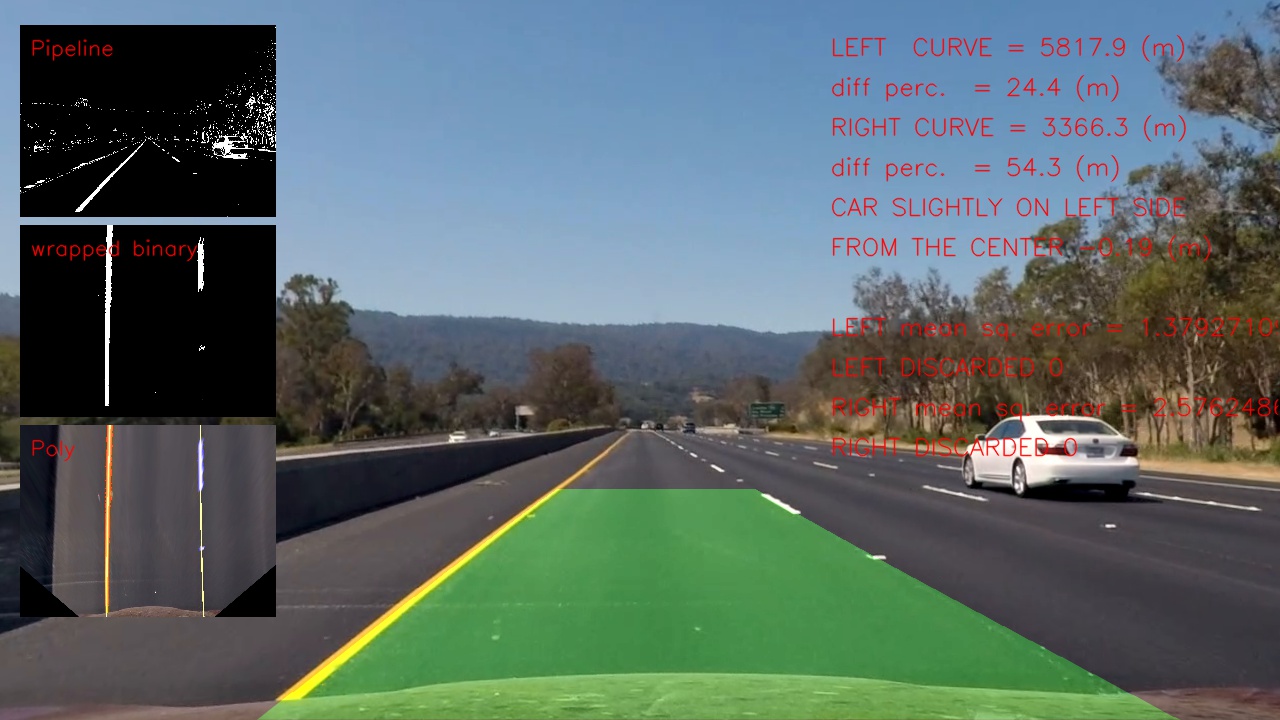 Pipeline
wrapped binary
Poly
LEFT CURVE = 5817.9 (m)
diff perc. = 24.4 (m)
RIGHT CURVE = 3366.3 (m)
diff perc. = 54.3 (m)
CAR SLIGHTLY ON LEFT SIDE
FROM THE CENTER -0.19 (m)
LEFT mean sq. error = 1.3792710
LEFT DISCARDED 0
RIGHT mean sq. error = 2.576248
RIGHT DISCARDED 0